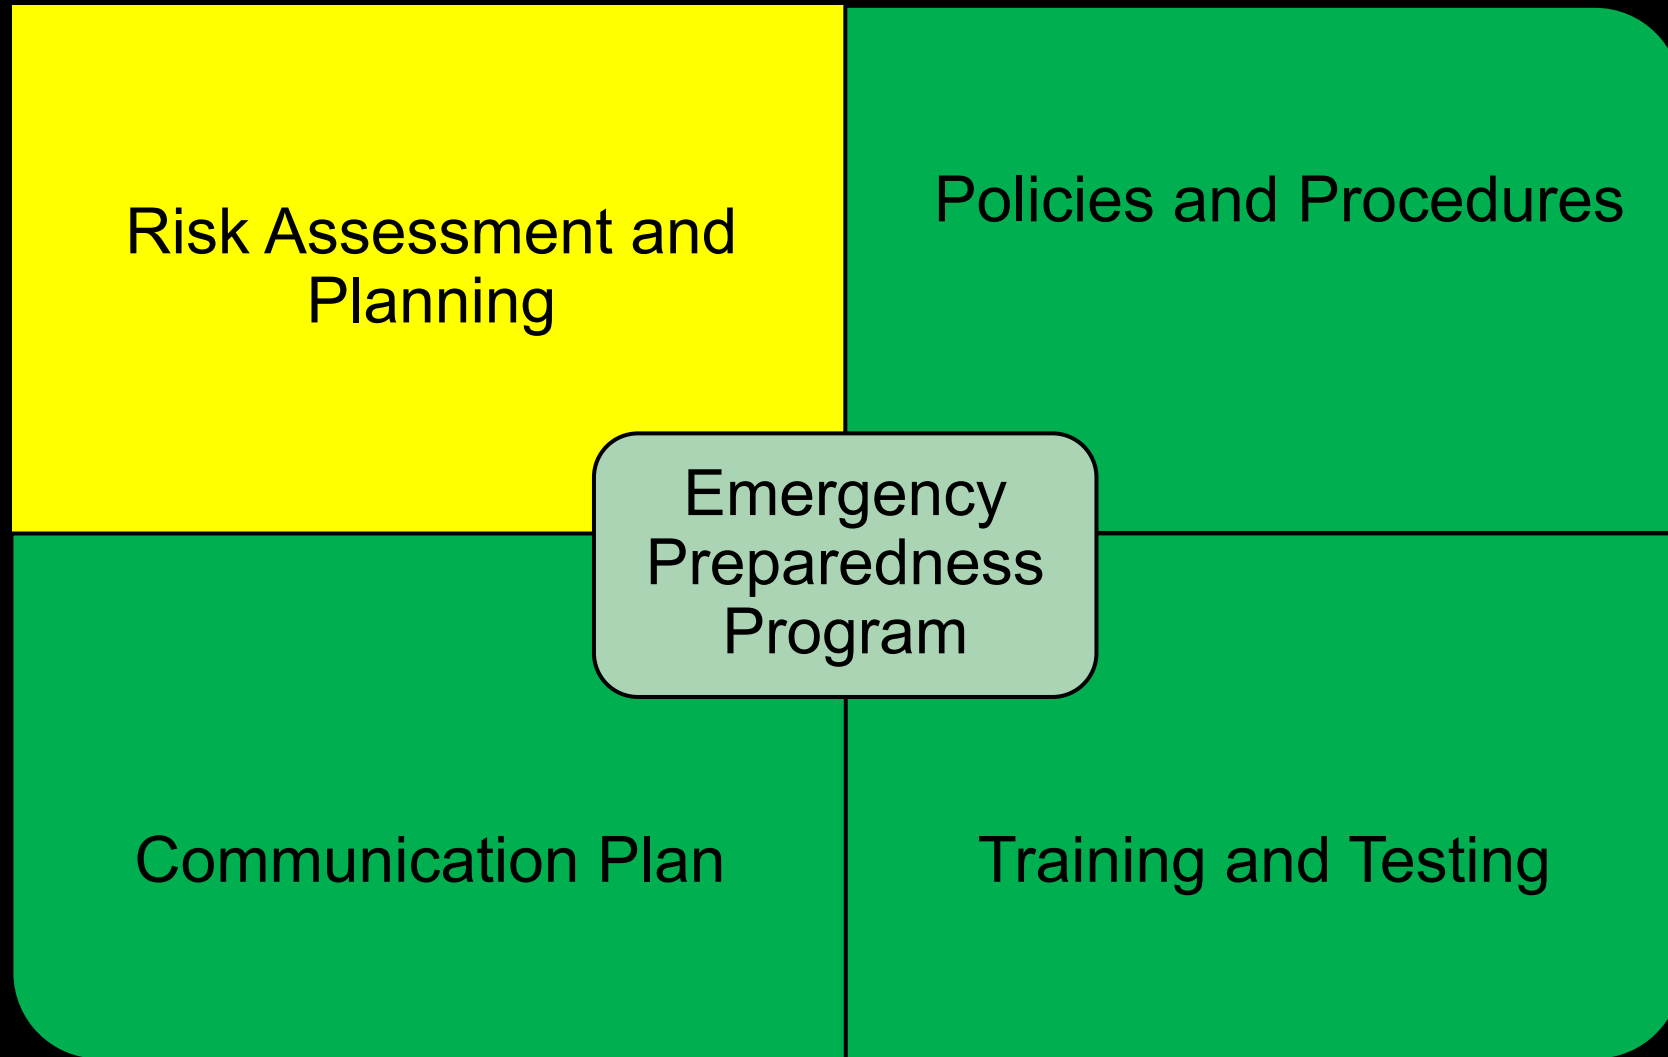 Risk Assessment and
Planning
Policies and Procedures
Emergency
Preparedness
Program
Communication Plan
Training and Testing